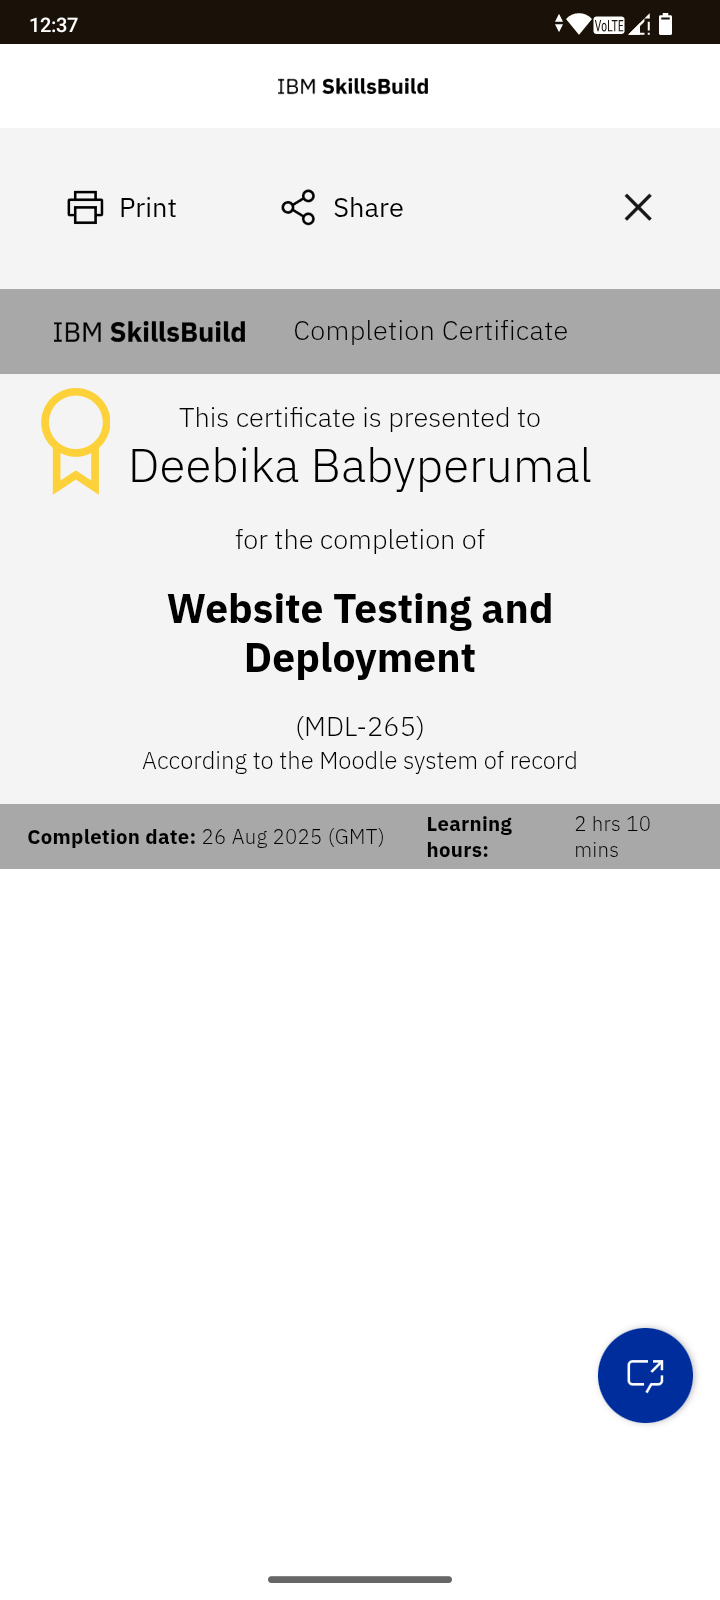 12:37
VoLTE
IBM SkillsBuild
Print
Share
IBM SkillsBuild Completion Certificate
This certificate is presented to
Deebika Babyperumal
for the completion of
Website Testing and
Deployment
(MDL-265)
According to the Moodle system of record
Completion date: 26 Aug 2025 (GMT)
Learning
hours:
2 hrs 10
mins